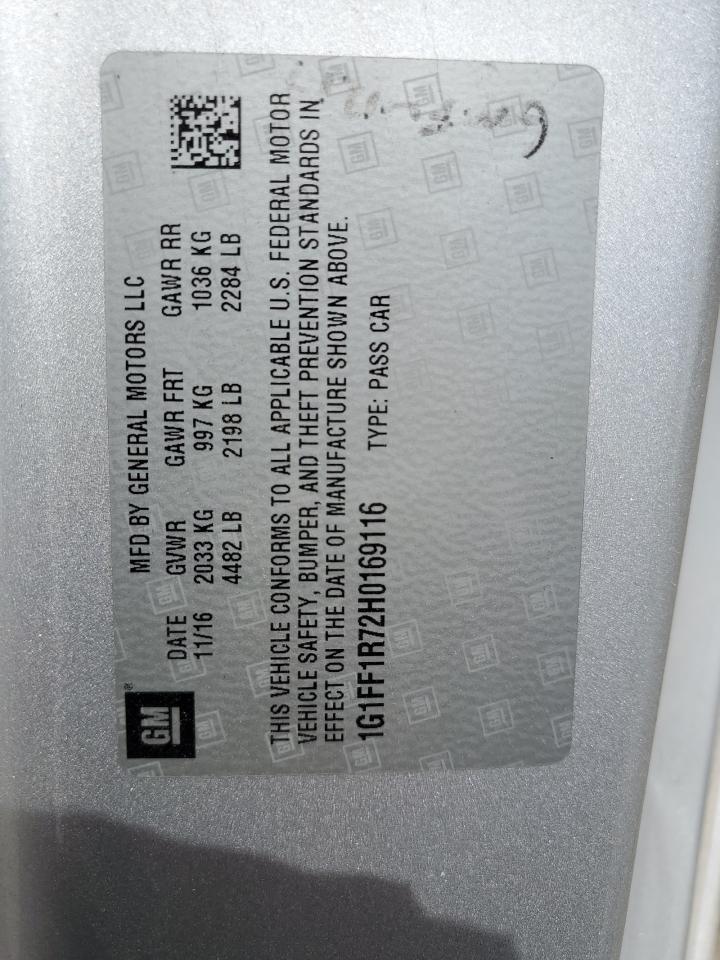 GM®
MFD BY GENERAL MOTORS LLC
DATE GVWR GAWR FRT GAWR RR
11/16 2033 KG 997 KG 1036 KG
4482 LB 2198 LB 2284 LB
THIS VEHICLE CONFORMS TO ALL APPLICABLE U.S. FEDERAL MOTOR
VEHICLE SAFETY, BUMPER, AND THEFT PREVENTION STANDARDS IN
EFFECT ON THE DATE OF MANUFACTURE SHOWN ABOVE.
1G1FF1R72H0169116 TYPE: PASS CAR